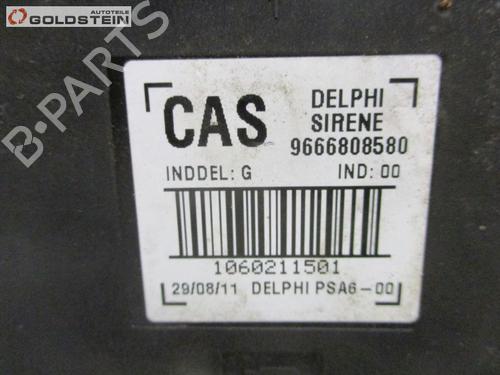 AUTOTEILE
GOLDSTEIN
B-PARTS
CAS
DELPHI
SIRENE
9666808580
INDDEL: G
IND: 00
1060211501
29/08/11 DELPHI PSA6-00